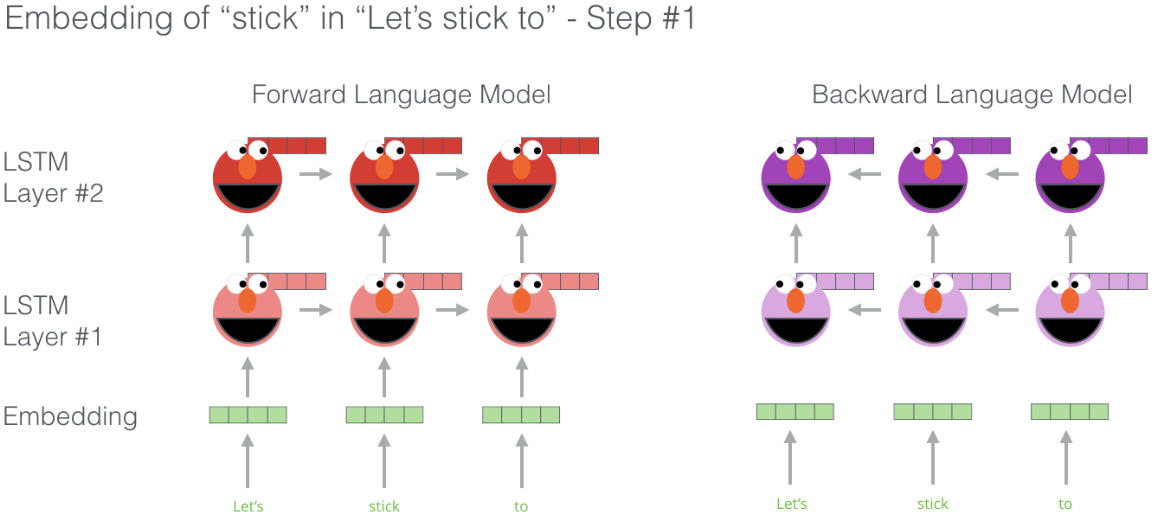 Embedding of “stick” in “Let’s stick to” - Step #1
Forward Language Model
Backward Language Model
LSTM
Layer #2
LSTM
Layer #1
Embedding
Let’s
stick
to
Let’s
stick
to